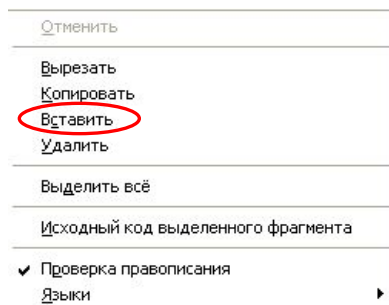 Отменить
Вырезать
Копировать
Вставить
Удалить
Выделить всё
Исходный код выделенного фрагмента
Проверка правописания
Языки